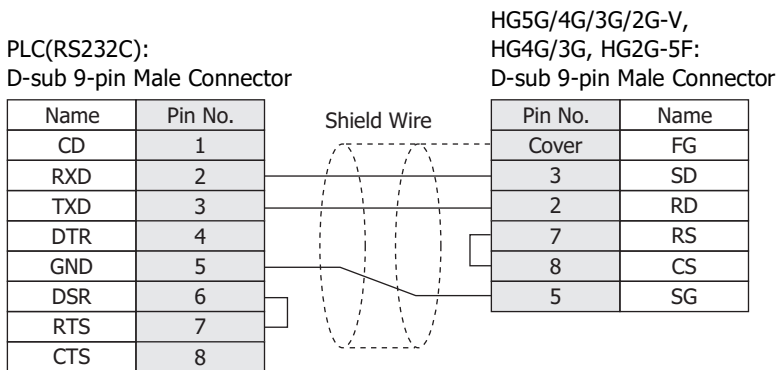 HG5G/4G/3G/2G-V,
PLC(RS232C): HG4G/3G, HG2G-5F:
D-sub 9-pin Male Connector D-sub 9-pin Male Connector
Name Pin No. Shield Wire Pin No. Name
CD 1 Cover FG
RXD 2 3 SD
TXD 3 2 RD
DTR 4 7 RS
GND 5 8 CS
DSR 6 5 SG
RTS 7
CTS 8